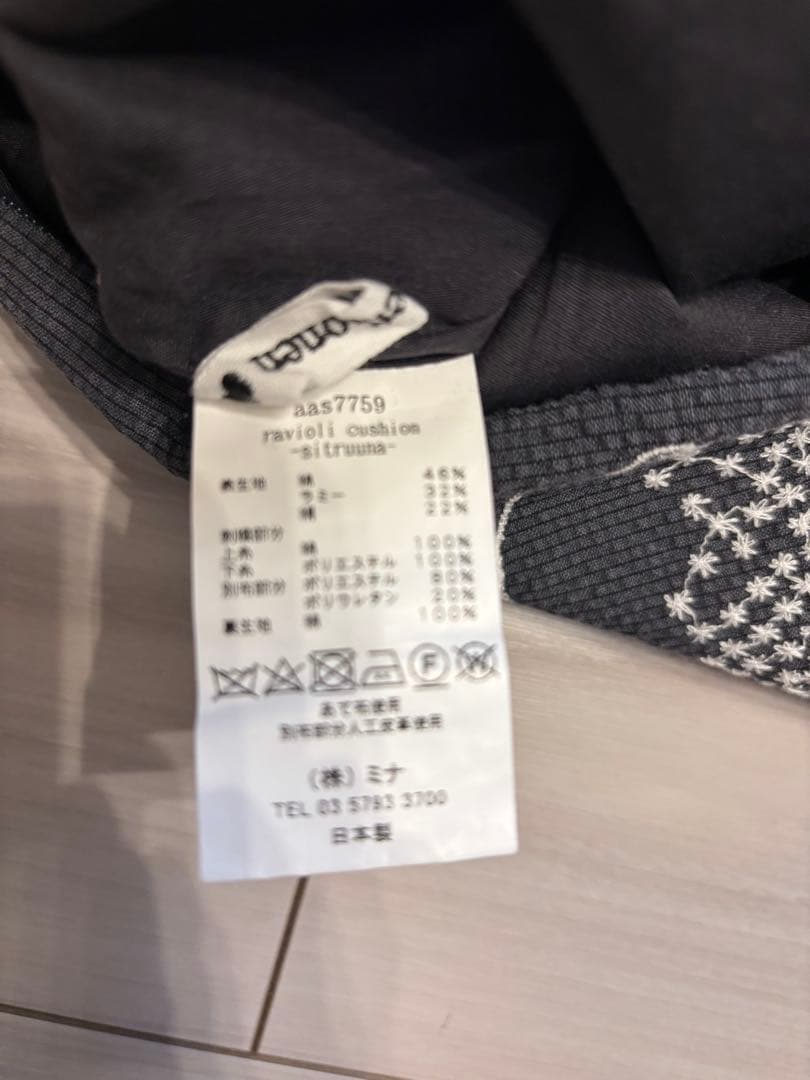 onen
aas7759
ravioli cushion
-sitruuna-
表生地 綿 46%
ラミー 32%
22%
刺繍部分
上糸 綿 100%
下糸 ポリエステル 100%
別布部分 ポリエステル 80%
ポリウレタン 20%
裏生地 綿 100%
F
W
あて布使用
別布部分人工皮革使用
(株)ミナ
TEL 03 5793 3700
日本製